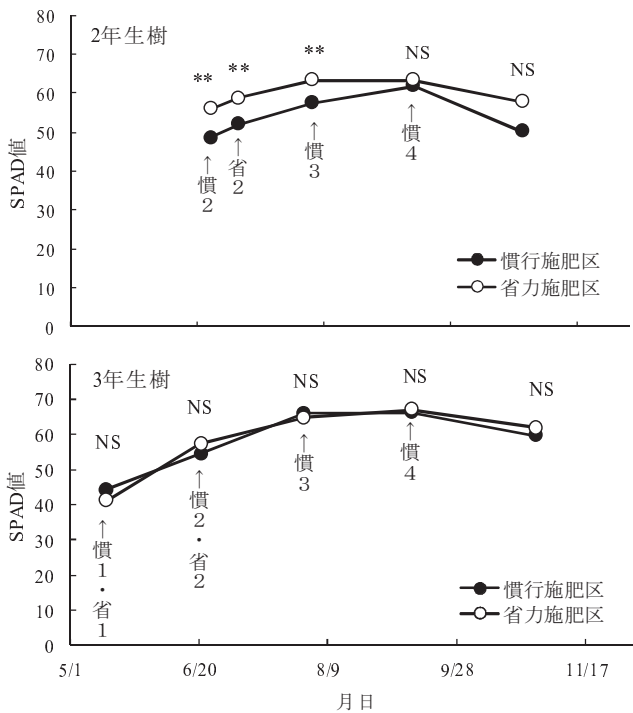 2年生樹
SPAD値
80
70
60
50
40
30
20
10
0
**
**
**
NS
NS
↑慣2
↑省2
↑慣3
↑慣4
慣行施肥区
省力施肥区
3年生樹
SPAD値
80
70
60
50
40
30
20
10
0
NS
NS
NS
NS
NS
↑慣1・省1
↑慣2・省2
↑慣3
↑慣4
慣行施肥区
省力施肥区
5/1
6/20
8/9
9/28
11/17
月日